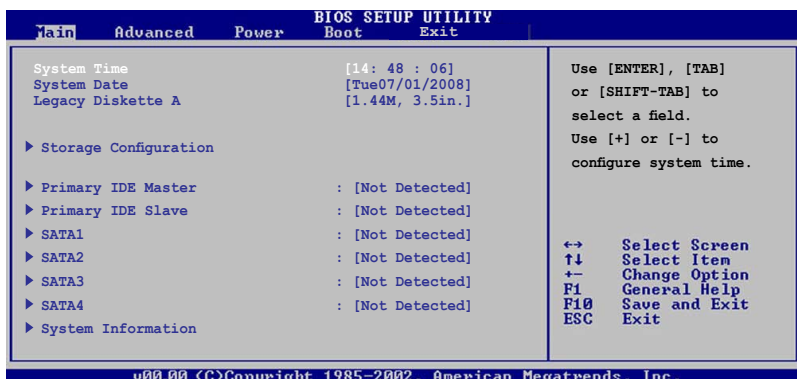 BIOS SETUP UTILITY
Main Advanced Power Boot Exit
System Time [14: 48 : 06]
System Date [Tue07/01/2008]
Legacy Diskette A [1.44M, 3.5in.]
Storage Configuration
Primary IDE Master : [Not Detected]
Primary IDE Slave : [Not Detected]
SATA1 : [Not Detected]
SATA2 : [Not Detected]
SATA3 : [Not Detected]
SATA4 : [Not Detected]
System Information
Use [ENTER], [TAB]
or [SHIFT-TAB] to
select a field.
Use [+] or [-] to
configure system time.
←→ Select Screen
↑↓ Select Item
+- Change Option
F1 General Help
F10 Save and Exit
ESC Exit
v00.00 (C)Copyright 1985-2002, American Megatrends, Inc.